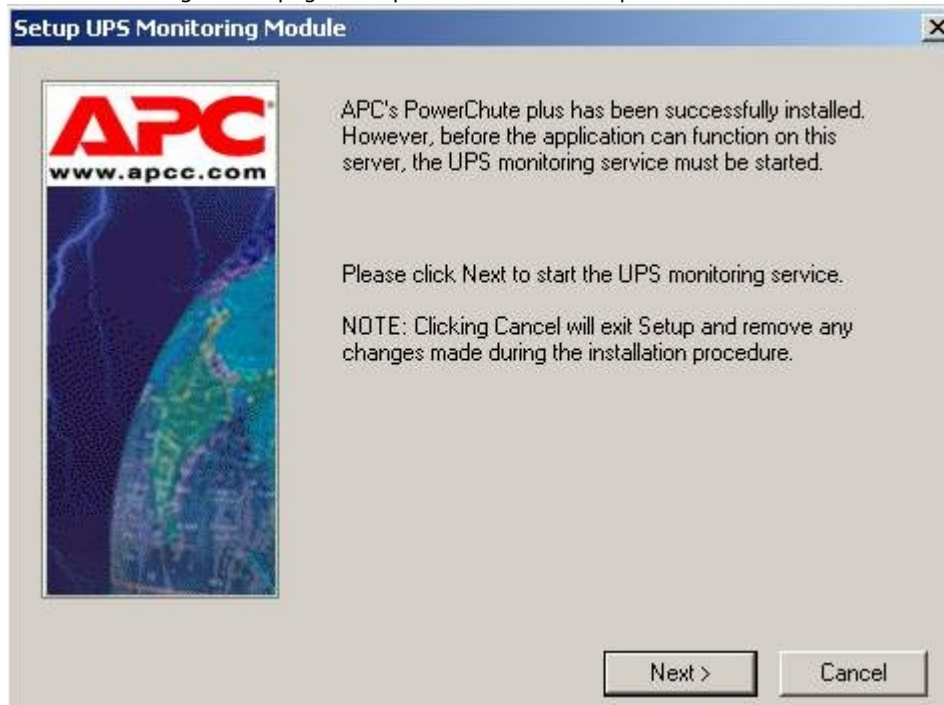 Setup UPS Monitoring Module
APC
www.apcc.com
APC's PowerChute plus has been successfully installed.
However, before the application can function on this
server, the UPS monitoring service must be started.
Please click Next to start the UPS monitoring service.
NOTE: Clicking Cancel will exit Setup and remove any
changes made during the installation procedure.
Next >
Cancel